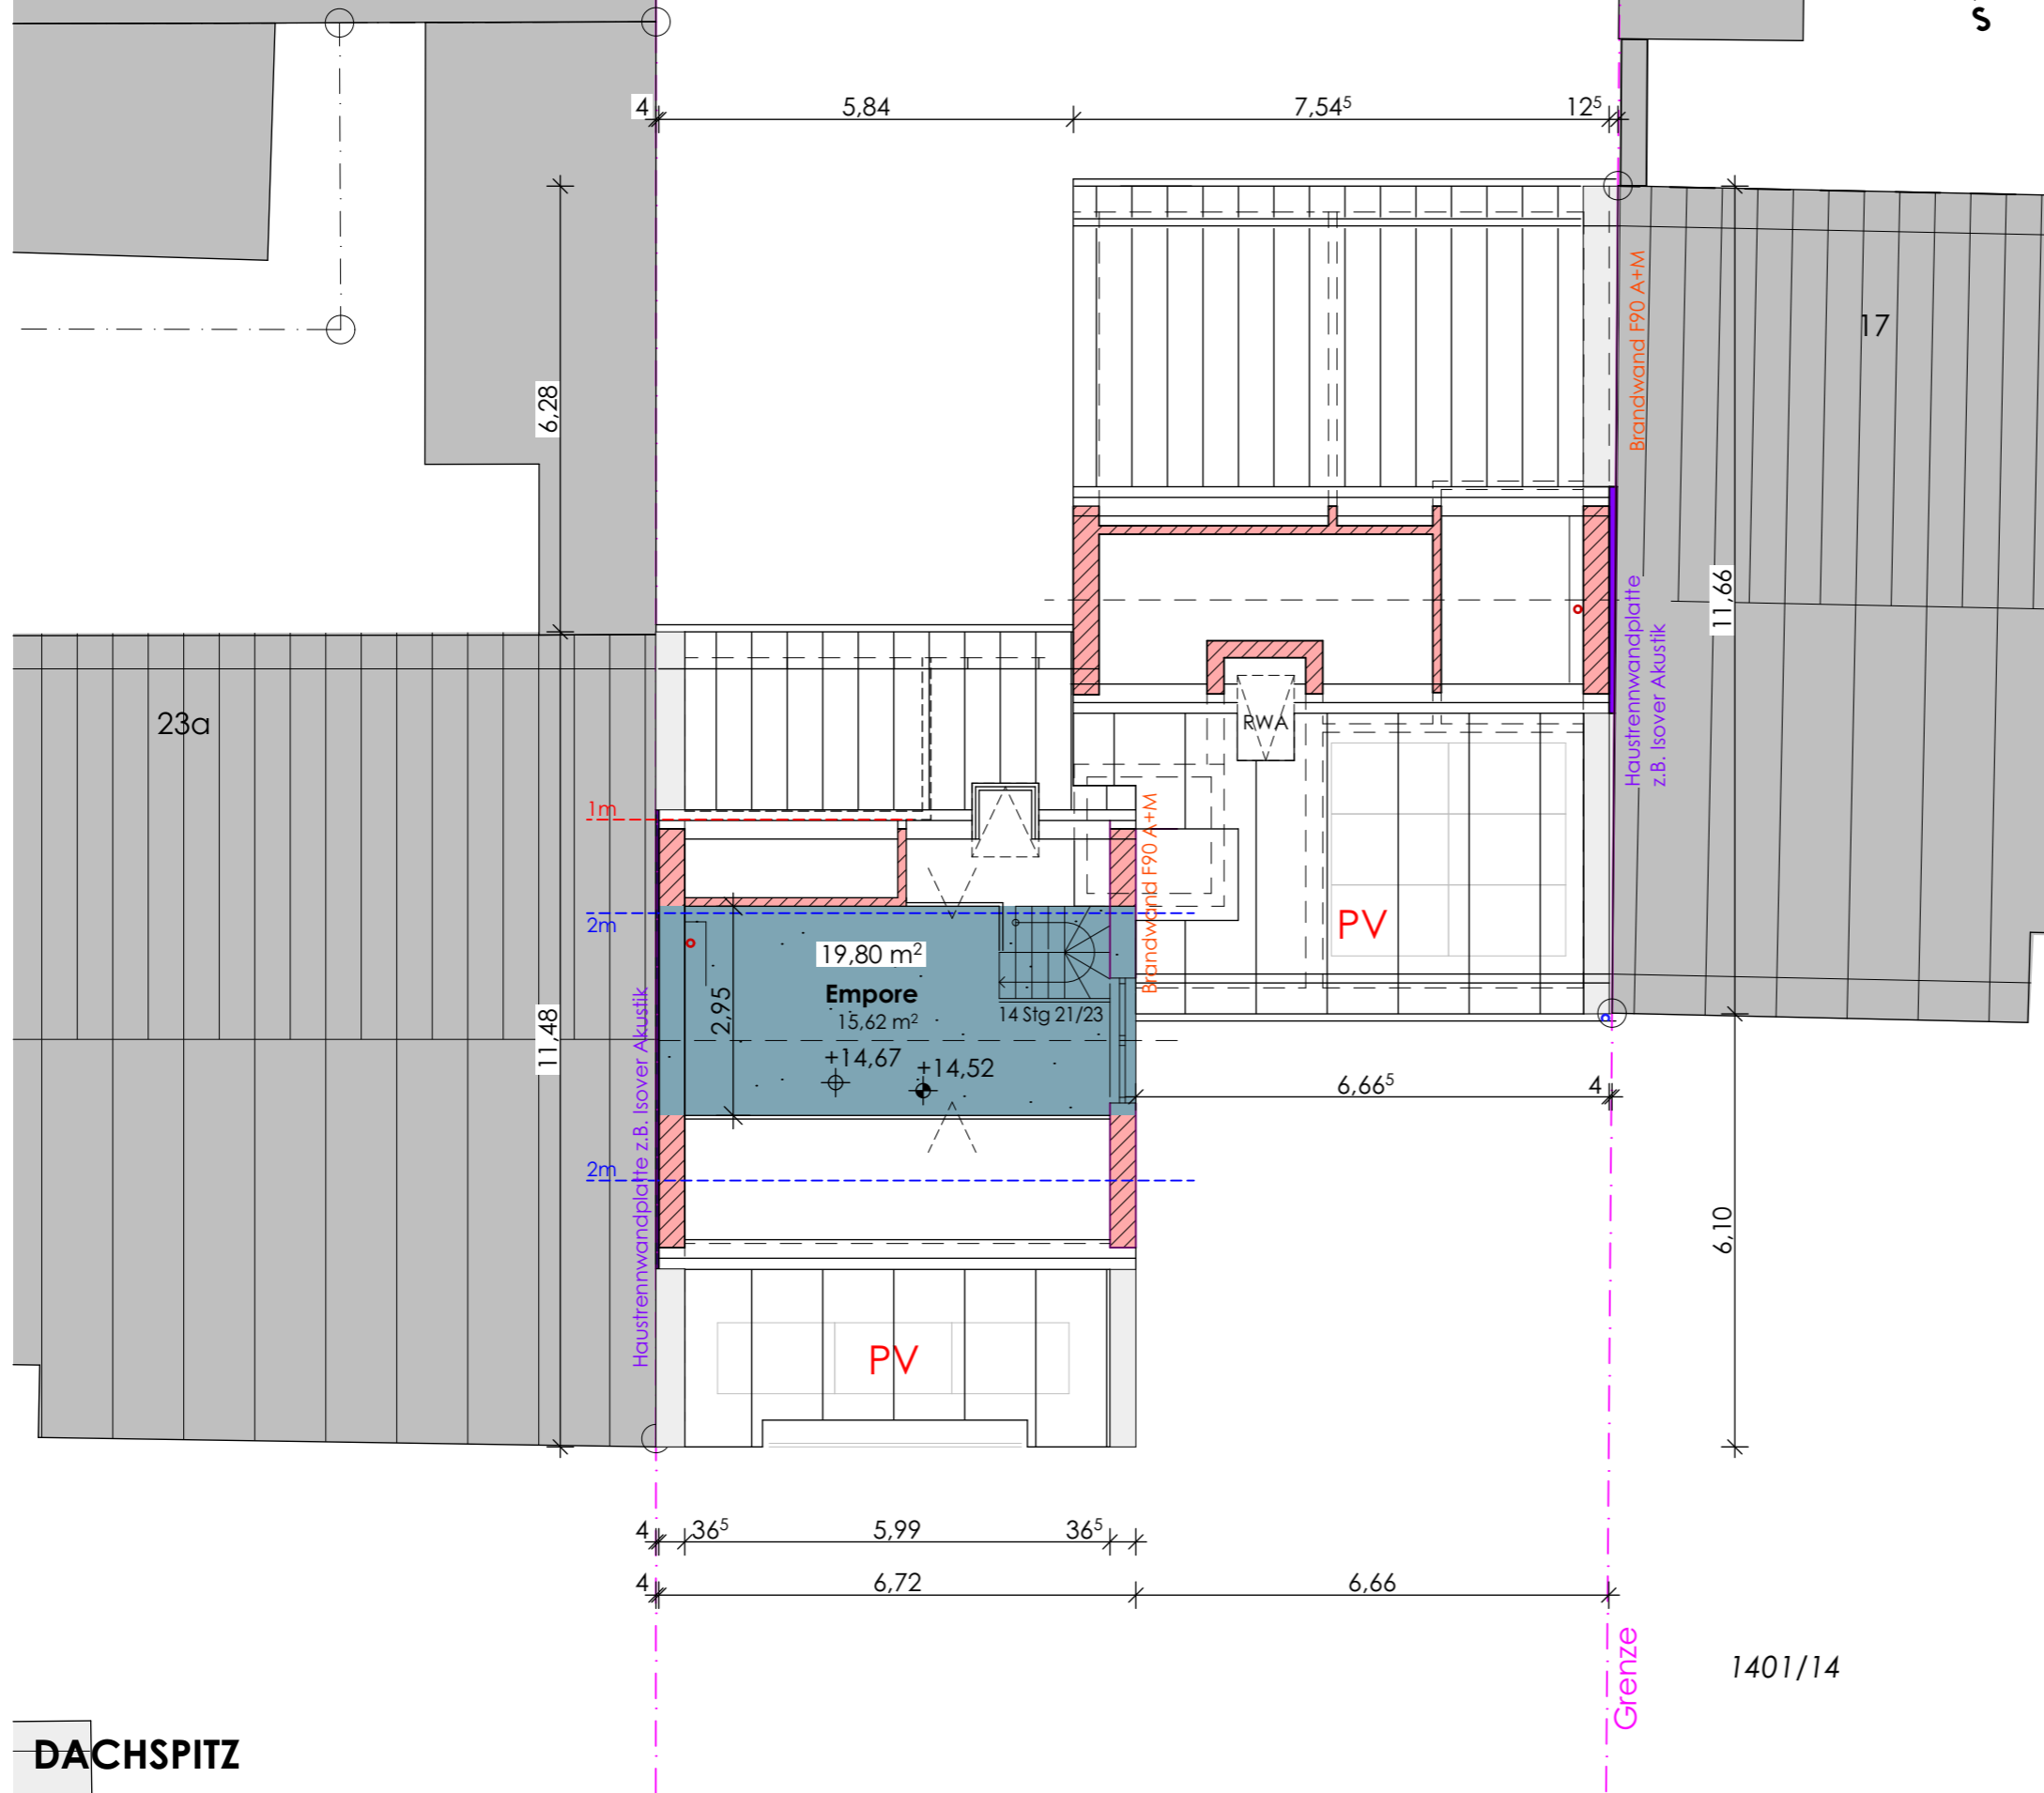 S
4
5,84
7,54⁵
12⁵
6,28
Brandwand F90 A+M
17
11,66
Haustrennwandplatte
z.B. Isover Akustik
RWA
23a
1m
2m
Brandwand F90 A+M
PV
19,80 m²
Empore
15,62 m²
2,95
14 Stg 21/23
+14,67
+14,52
11,48
Haustrennwandplatte z.B. Isover Akustik
6,66⁵
4
2m
6,10
PV
4
36⁵
5,99
36⁵
4
6,72
6,66
Grenze
1401/14
DACHSPITZ